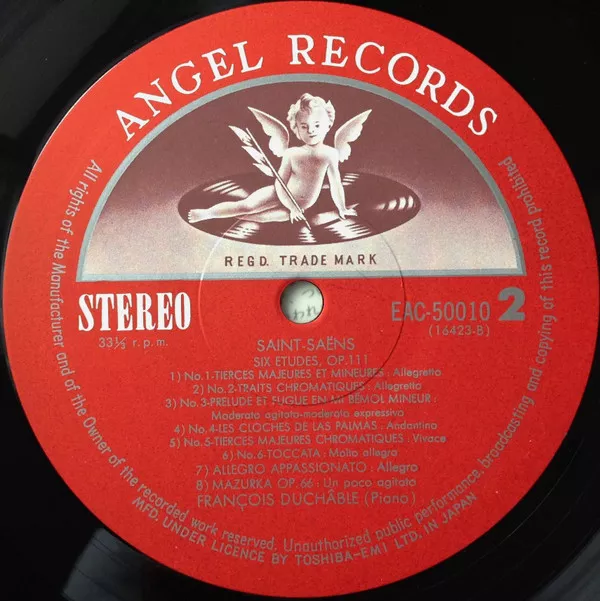 ANGEL RECORDS
REGD. TRADE MARK
STEREO
33⅓ r.p.m.
EAC-50010 2
(16423-B)
SAINT-SAËNS
SIX ETUDES, OP.111
1) No.1-TIERCES MAJEURES ET MINEURES : Allegretto
2) No.2-TRAITS CHROMATIQUES : Allegretto
3) No.3-PRELUDE ET FUGUE EN MI BÉMOL MINEUR :
Moderato agitato-moderato expressivo
4) No.4-LES CLOCHES DE LAS PALMAS : Andantino
5) No.5-TIERCES MAJEURES CHROMATIQUES : Vivace
6) No.6-TOCCATA : Molto allegro
7) ALLEGRO APPASSIONATO : Allegro
8) MAZURKA OP.66 : Un poco agitato
FRANÇOIS DUCHÂBLE (Piano)
All rights of the Manufacturer and of the Owner of the recorded work reserved. Unauthorized public performance, broadcasting and copying of this record prohibited
MFD. UNDER LICENCE BY TOSHIBA-EMI LTD. IN JAPAN